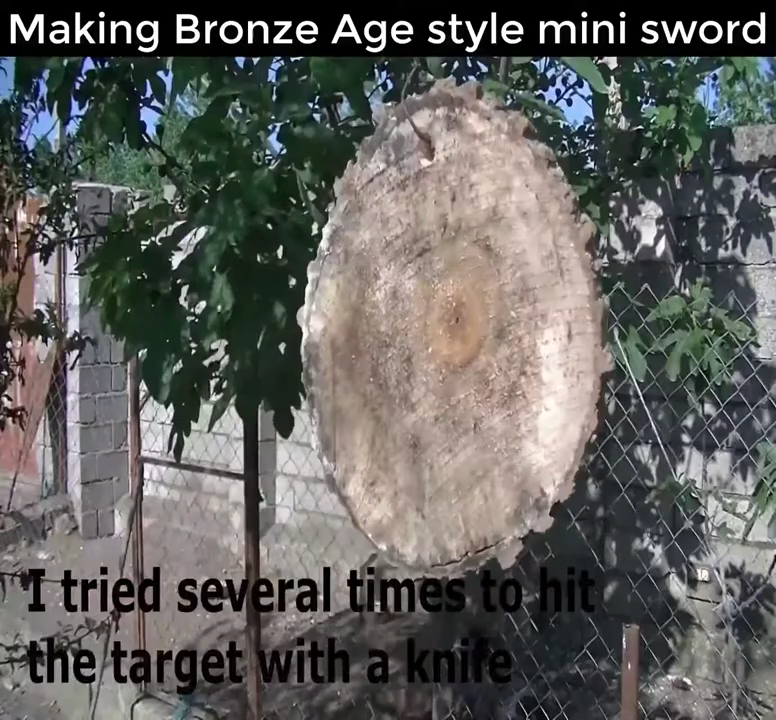 Making Bronze Age style mini sword
I tried several times to hit
the target with a knife